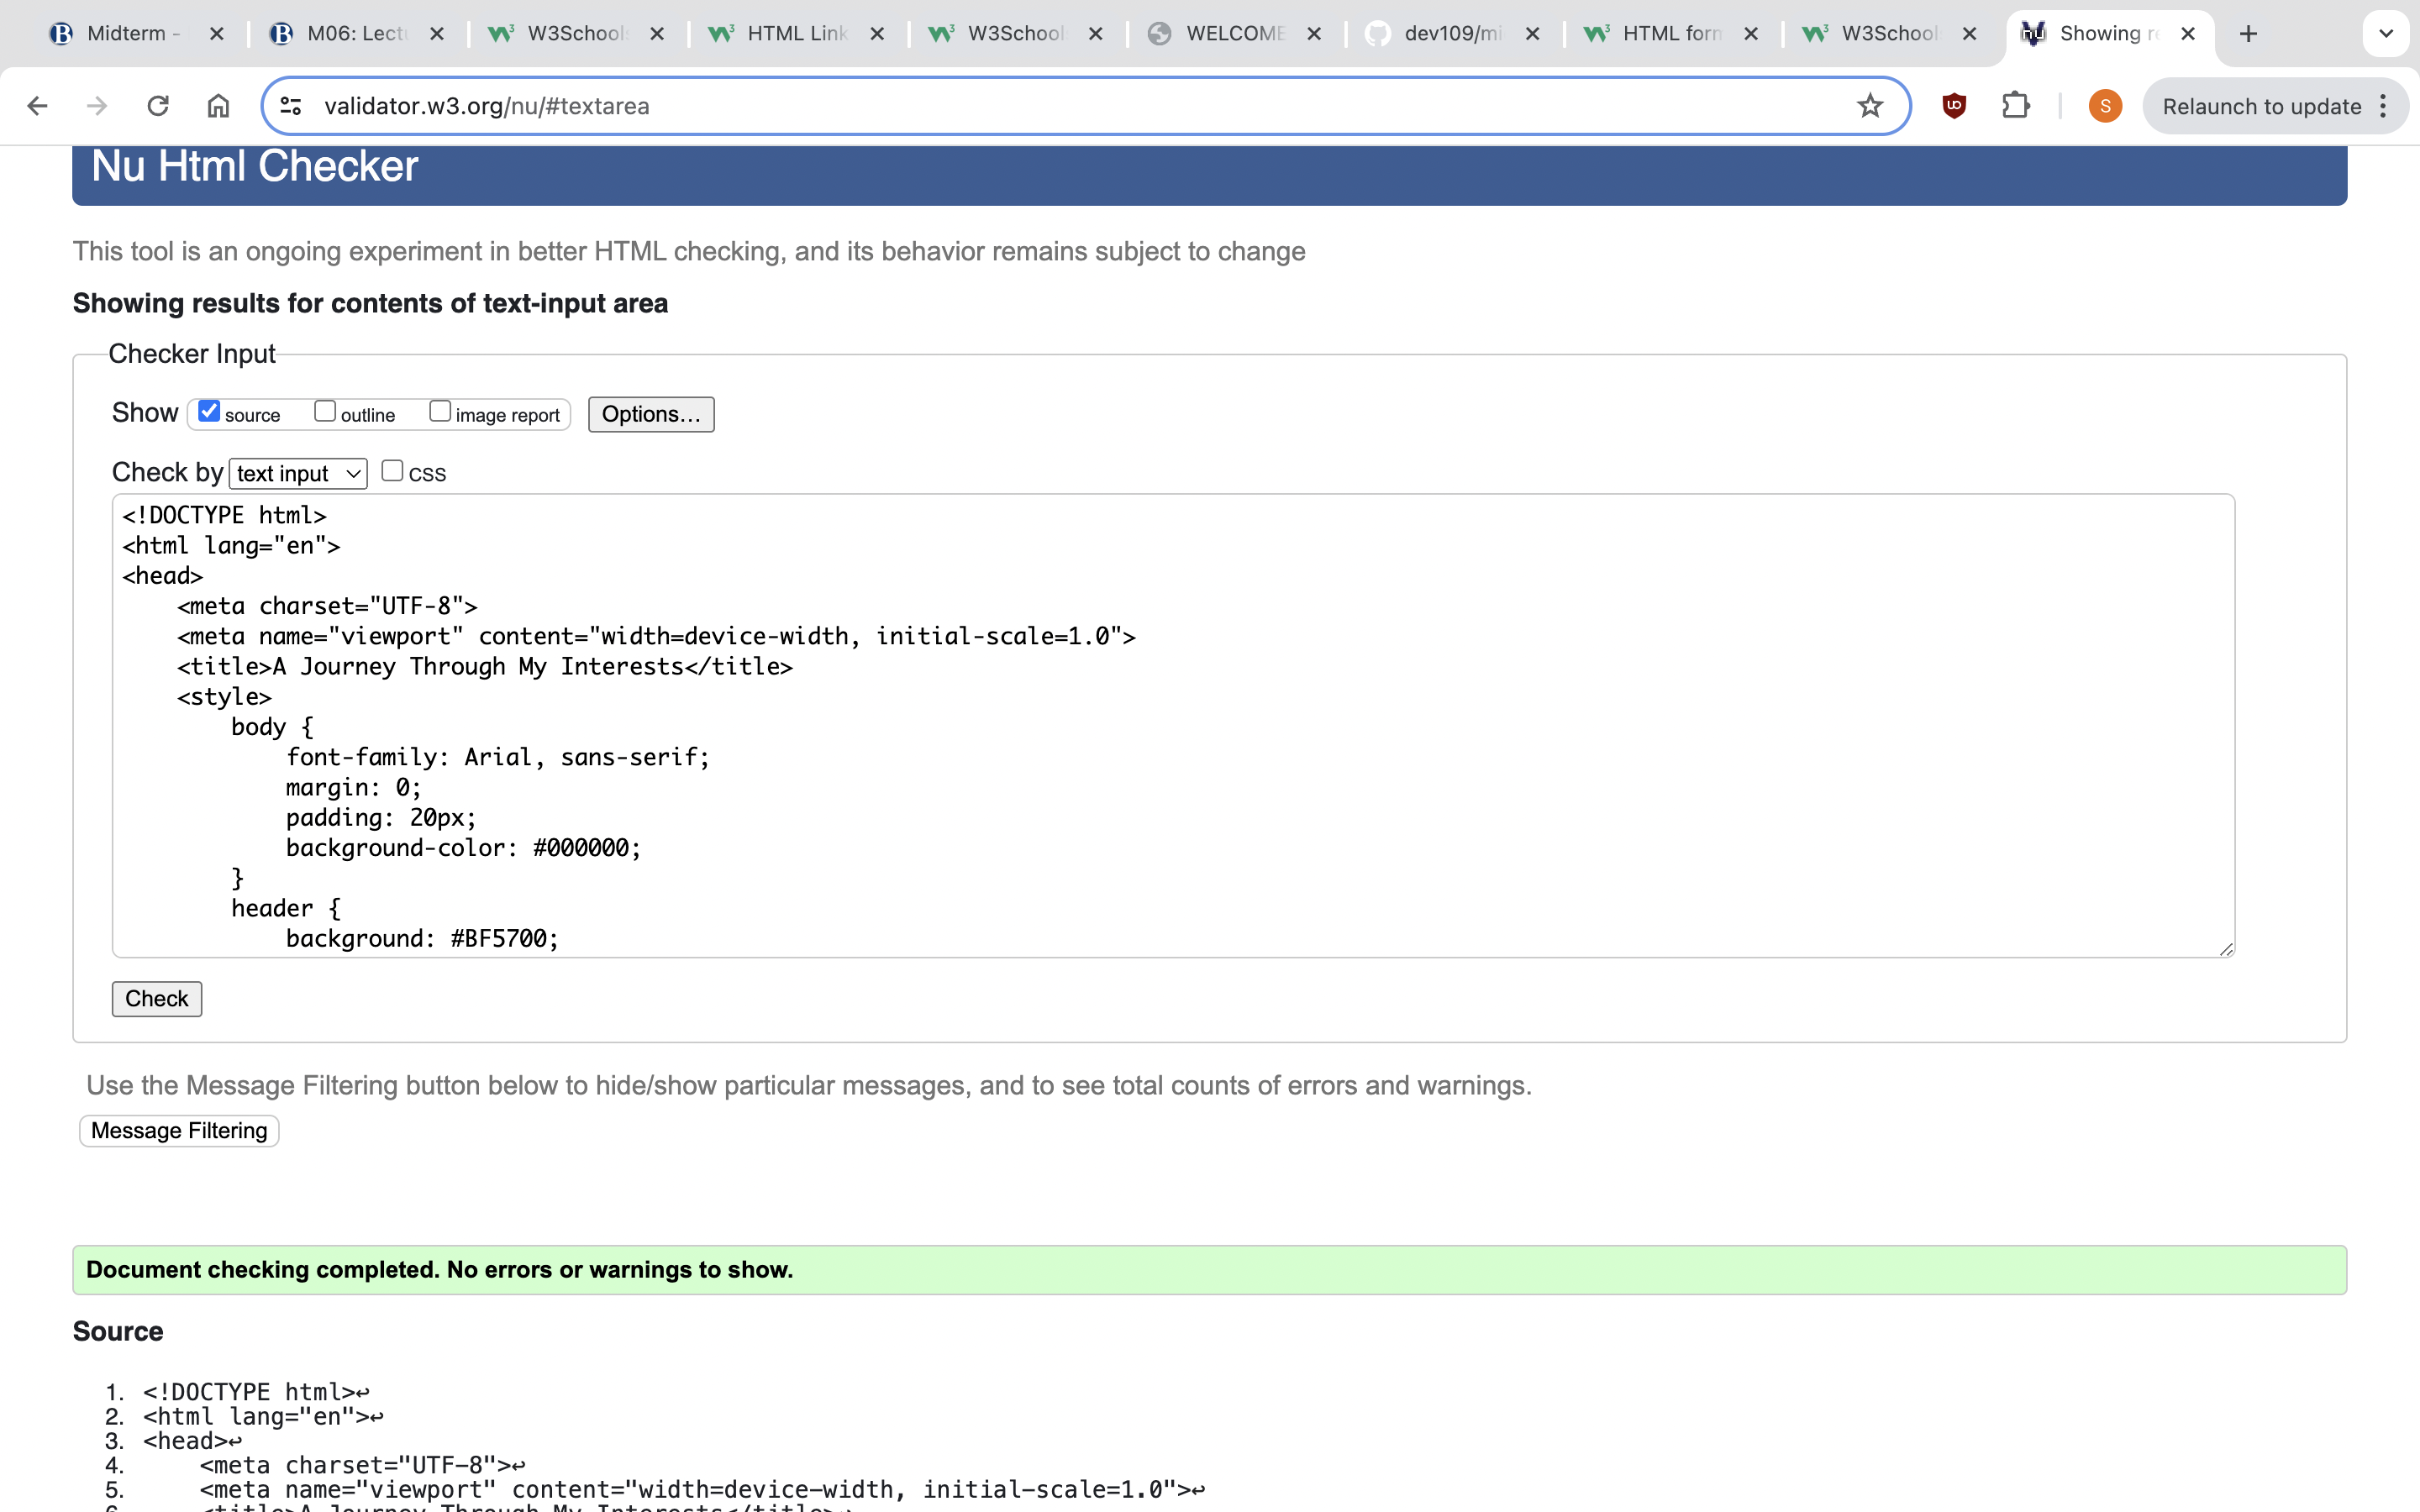 Midterm - M06: Lect W3School HTML Link W3School WELCOME dev109/mi HTML form W3School Showing re
validator.w3.org/nu/#textarea S Relaunch to update
Nu Html Checker
This tool is an ongoing experiment in better HTML checking, and its behavior remains subject to change
Showing results for contents of text-input area
Checker Input
Show source outline image report Options...
Check by text input CSS
<!DOCTYPE html>
<html lang="en">
<head>
    <meta charset="UTF-8">
    <meta name="viewport" content="width=device-width, initial-scale=1.0">
    <title>A Journey Through My Interests</title>
    <style>
        body {
            font-family: Arial, sans-serif;
            margin: 0;
            padding: 20px;
            background-color: #000000;
        }
        header {
            background: #BF5700;
Check
Use the Message Filtering button below to hide/show particular messages, and to see total counts of errors and warnings.
Message Filtering
Document checking completed. No errors or warnings to show.
Source
1. <!DOCTYPE html>↩
2. <html lang="en">↩
3. <head>↩
4.     <meta charset="UTF-8">↩
5.     <meta name="viewport" content="width=device-width, initial-scale=1.0">↩
6.     <title>A Journey Through My Interests</title>↩